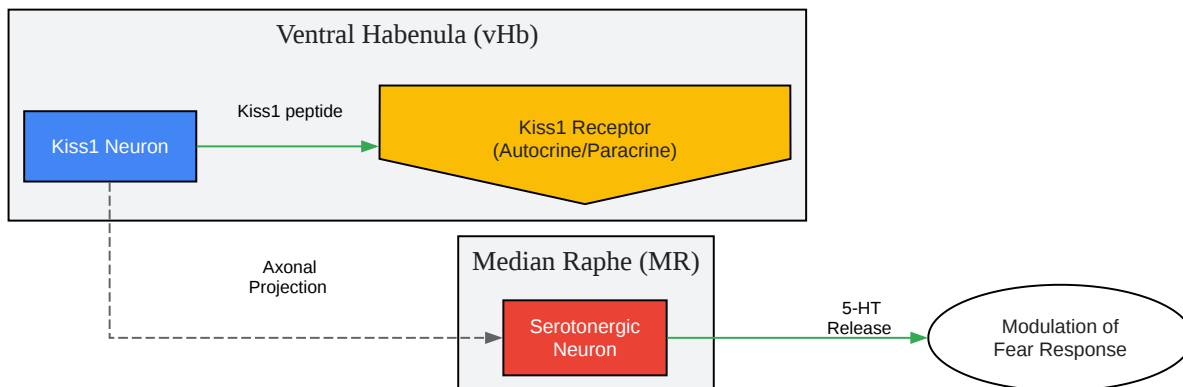 Ventral Habenula (vHb)
Kiss1 peptide
Kiss1 Neuron
Kiss1 Receptor
(Autocrine/Paracrine)
Axonal
Projection
Median Raphe (MR)
Serotonergic
Neuron
5-HT
Release
Modulation of
Fear Response